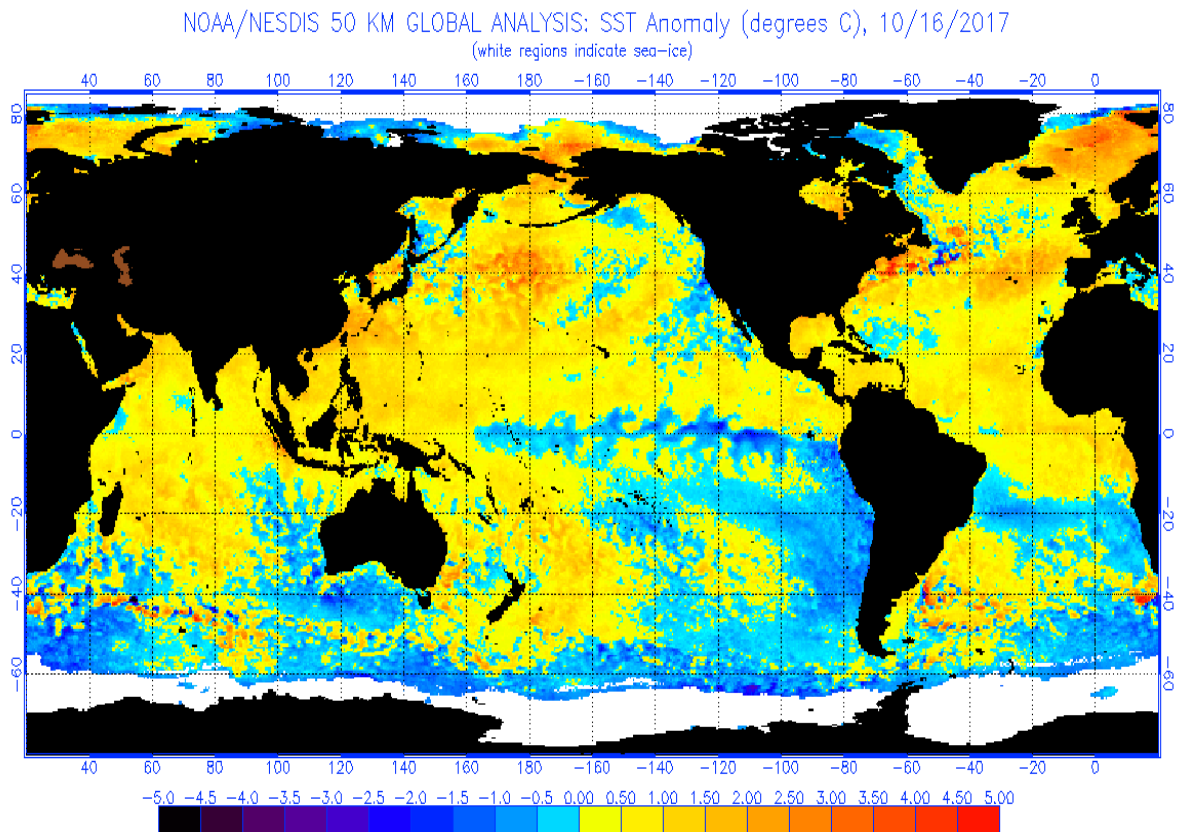 NOAA/NESDIS 50 KM GLOBAL ANALYSIS: SST Anomaly (degrees C), 10/16/2017
(white regions indicate sea-ice)
40 60 80 100 120 140 160 180 -160 -140 -120 -100 -80 -60 -40 -20 0
80 80
60 60
40 40
20 20
0 0
-20 -20
-40 -40
-60 -60
40 60 80 100 120 140 160 180 -160 -140 -120 -100 -80 -60 -40 -20 0
-5.0 -4.5 -4.0 -3.5 -3.0 -2.5 -2.0 -1.5 -1.0 -0.5 0.00 0.50 1.00 1.50 2.00 2.50 3.00 3.50 4.00 4.50 5.00